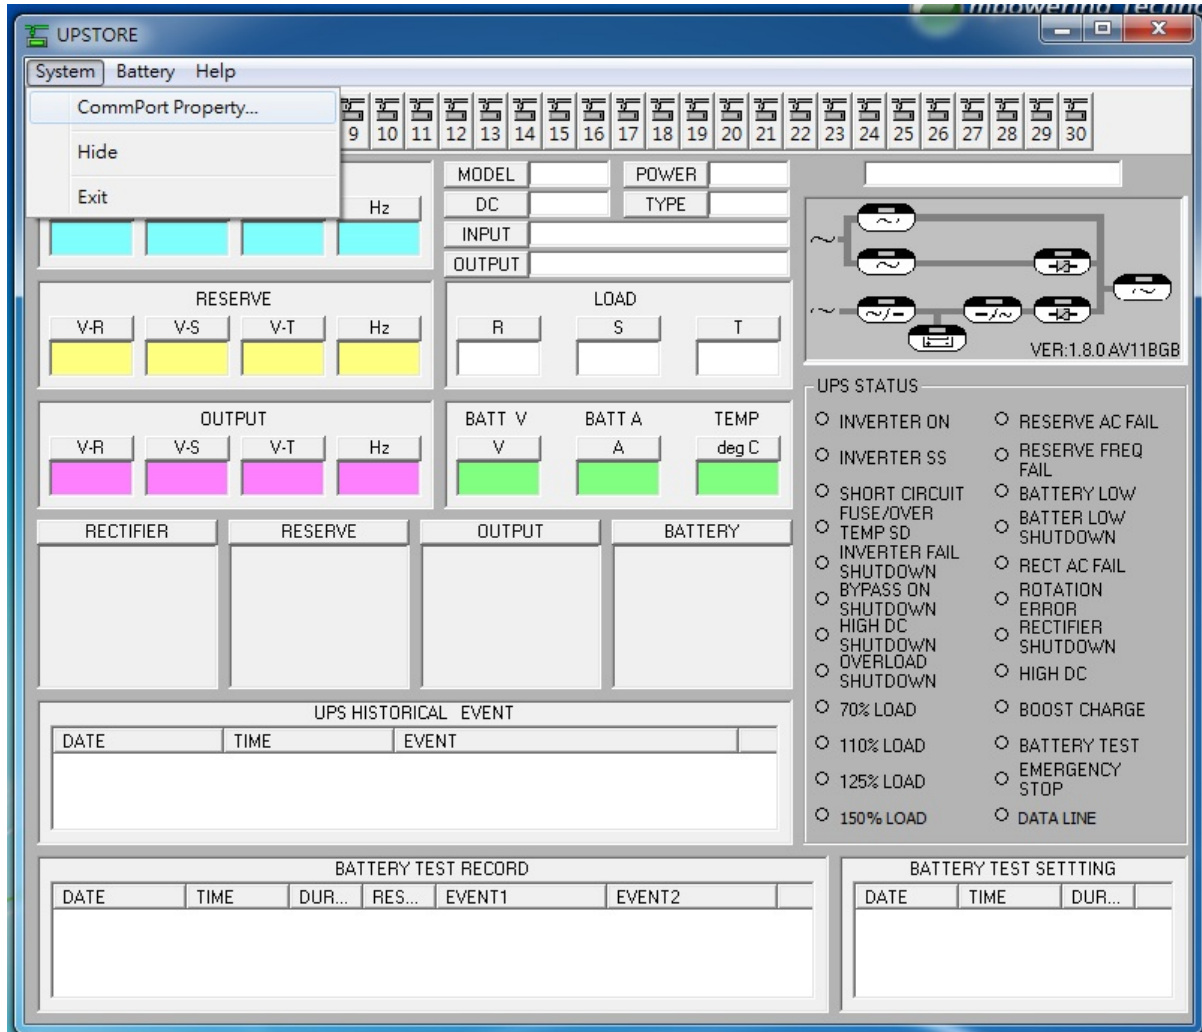 mpowering Techno
UPSTORE
System Battery Help
CommPort Property...
Hide
Exit
9 10 11 12 13 14 15 16 17 18 19 20 21 22 23 24 25 26 27 28 29 30
Hz
MODEL POWER
DC TYPE
INPUT
OUTPUT
RESERVE
V-R V-S V-T Hz
LOAD
R S T
VER:1.8.0 AV11BGB
OUTPUT
V-R V-S V-T Hz
BATT V BATT A TEMP
V A deg C
RECTIFIER RESERVE OUTPUT BATTERY
UPS STATUS
INVERTER ON
INVERTER SS
SHORT CIRCUIT
FUSE/OVER
TEMP SD
INVERTER FAIL
SHUTDOWN
BYPASS ON
SHUTDOWN
HIGH DC
SHUTDOWN
OVERLOAD
SHUTDOWN
70% LOAD
110% LOAD
125% LOAD
150% LOAD
RESERVE AC FAIL
RESERVE FREQ
FAIL
BATTERY LOW
BATTER LOW
SHUTDOWN
RECT AC FAIL
ROTATION
ERROR
RECTIFIER
SHUTDOWN
HIGH DC
BOOST CHARGE
BATTERY TEST
EMERGENCY
STOP
DATA LINE
UPS HISTORICAL EVENT
DATE TIME EVENT
BATTERY TEST RECORD
DATE TIME DUR... RES... EVENT1 EVENT2
BATTERY TEST SETTTING
DATE TIME DUR...